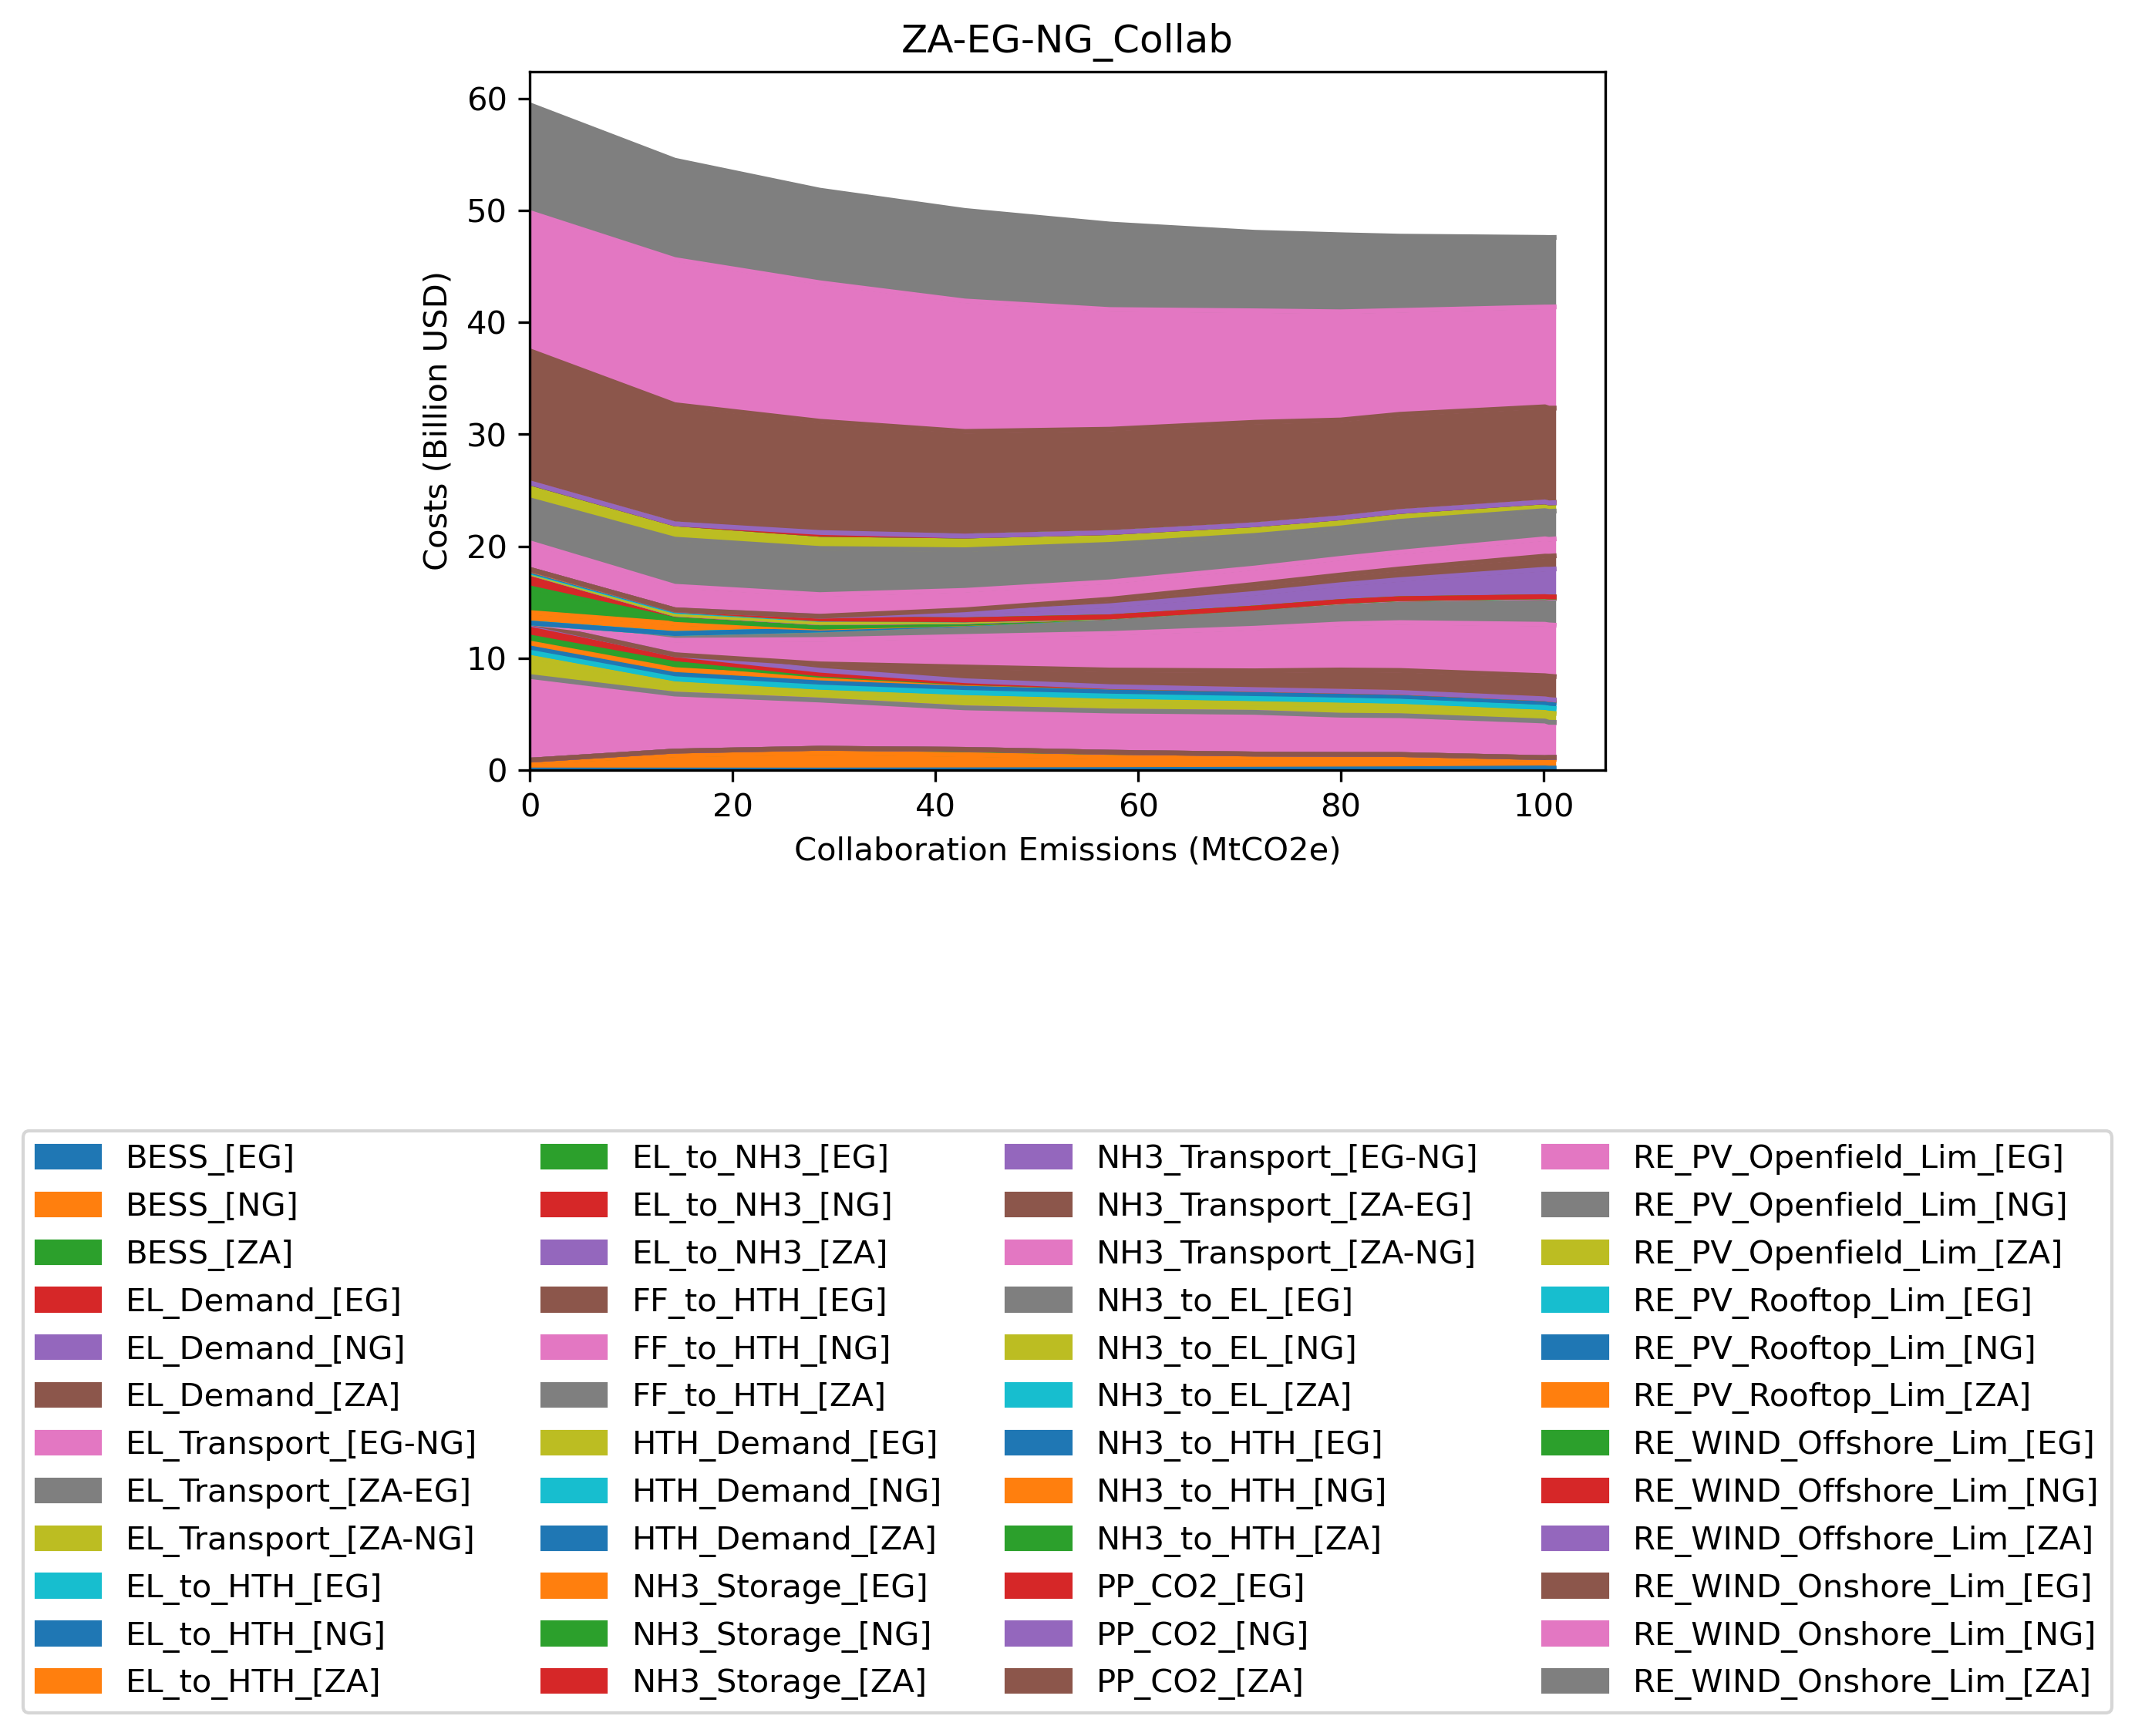 ZA-EG-NG_Collab
60
50
40
30
20
10
0
Costs (Billion USD)
0 20 40 60 80 100
Collaboration Emissions (MtCO2e)
BESS_[EG]
BESS_[NG]
BESS_[ZA]
EL_Demand_[EG]
EL_Demand_[NG]
EL_Demand_[ZA]
EL_Transport_[EG-NG]
EL_Transport_[ZA-EG]
EL_Transport_[ZA-NG]
EL_to_HTH_[EG]
EL_to_HTH_[NG]
EL_to_HTH_[ZA]
EL_to_NH3_[EG]
EL_to_NH3_[NG]
EL_to_NH3_[ZA]
FF_to_HTH_[EG]
FF_to_HTH_[NG]
FF_to_HTH_[ZA]
HTH_Demand_[EG]
HTH_Demand_[NG]
HTH_Demand_[ZA]
NH3_Storage_[EG]
NH3_Storage_[NG]
NH3_Storage_[ZA]
NH3_Transport_[EG-NG]
NH3_Transport_[ZA-EG]
NH3_Transport_[ZA-NG]
NH3_to_EL_[EG]
NH3_to_EL_[NG]
NH3_to_EL_[ZA]
NH3_to_HTH_[EG]
NH3_to_HTH_[NG]
NH3_to_HTH_[ZA]
PP_CO2_[EG]
PP_CO2_[NG]
PP_CO2_[ZA]
RE_PV_Openfield_Lim_[EG]
RE_PV_Openfield_Lim_[NG]
RE_PV_Openfield_Lim_[ZA]
RE_PV_Rooftop_Lim_[EG]
RE_PV_Rooftop_Lim_[NG]
RE_PV_Rooftop_Lim_[ZA]
RE_WIND_Offshore_Lim_[EG]
RE_WIND_Offshore_Lim_[NG]
RE_WIND_Offshore_Lim_[ZA]
RE_WIND_Onshore_Lim_[EG]
RE_WIND_Onshore_Lim_[NG]
RE_WIND_Onshore_Lim_[ZA]